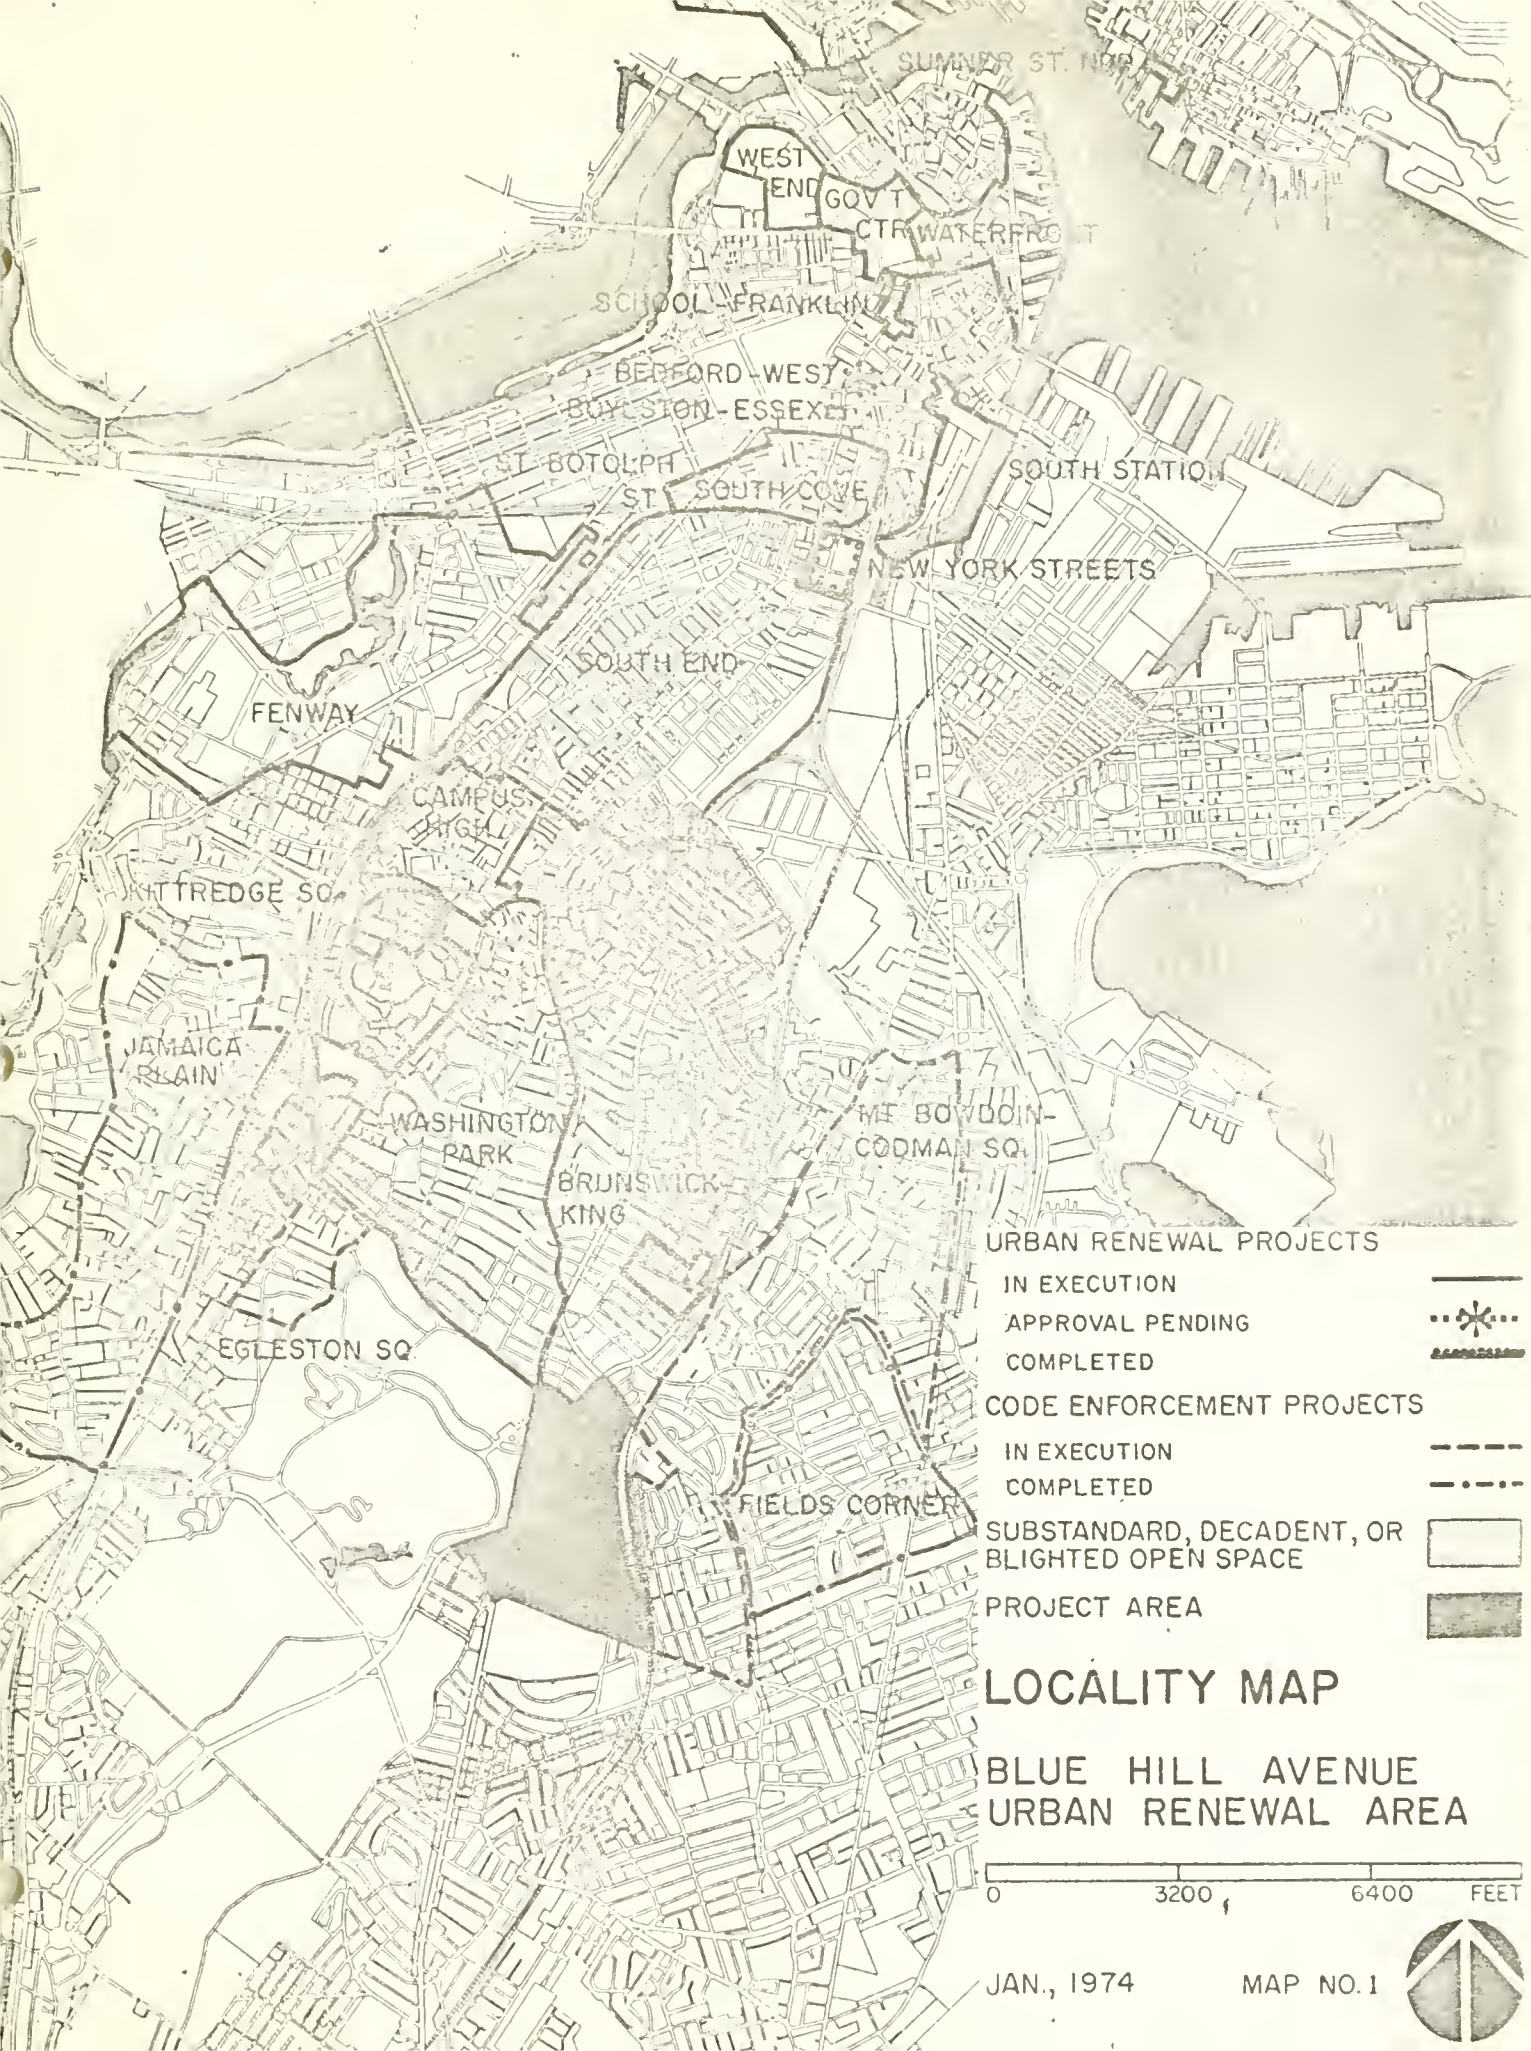 SUMNER ST.
WEST
END
GOV'T
CTR
WATERFRONT
SCHOOL-FRANKLIN
BEDFORD-WEST
BOYLSTON-ESSEX
ST. BOTOLPH
ST.
SOUTH COVE
SOUTH STATION
NEW YORK STREETS
SOUTH END
FENWAY
CAMPUS
HIGH
KITTREDGE SQ.
JAMAICA
PLAIN
WASHINGTON
PARK
MT BOWDOIN-
CODMAN SQ.
BRUNSWICK
KING
EGLESTON SQ.
FIELDS CORNER
URBAN RENEWAL PROJECTS
IN EXECUTION
APPROVAL PENDING
COMPLETED
CODE ENFORCEMENT PROJECTS
IN EXECUTION
COMPLETED
SUBSTANDARD, DECADENT, OR
BLIGHTED OPEN SPACE
PROJECT AREA
LOCALITY MAP
BLUE HILL AVENUE
URBAN RENEWAL AREA
0 3200 6400 FEET
JAN., 1974 MAP NO. 1